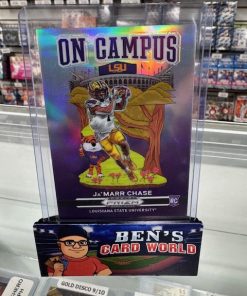 ON CAMPUS
LSU
JA'MARR CHASE
PRIZM
RC
LOUISIANA STATE UNIVERSITY
BEN'S
CARD WORLD
GOLD DISCO 9/10